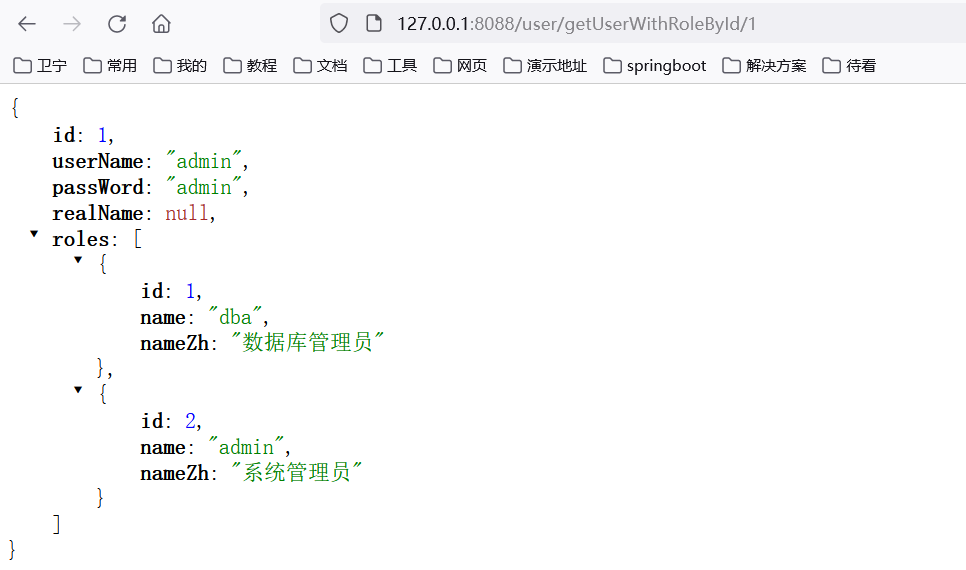 127.0.0.1:8088/user/getUserWithRoleById/1
卫宁 常用 我的 教程 文档 工具 网页 演示地址 springboot 解决方案 待看
{
id: 1,
userName: "admin",
passWord: "admin",
realName: null,
roles: [
{
id: 1,
name: "dba",
nameZh: "数据库管理员"
},
{
id: 2,
name: "admin",
nameZh: "系统管理员"
}
]
}